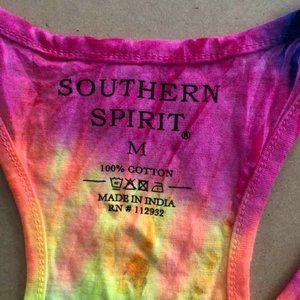 SOUTHERN
SPIRIT®
M
100% COTTON
MADE IN INDIA
RN # 112932